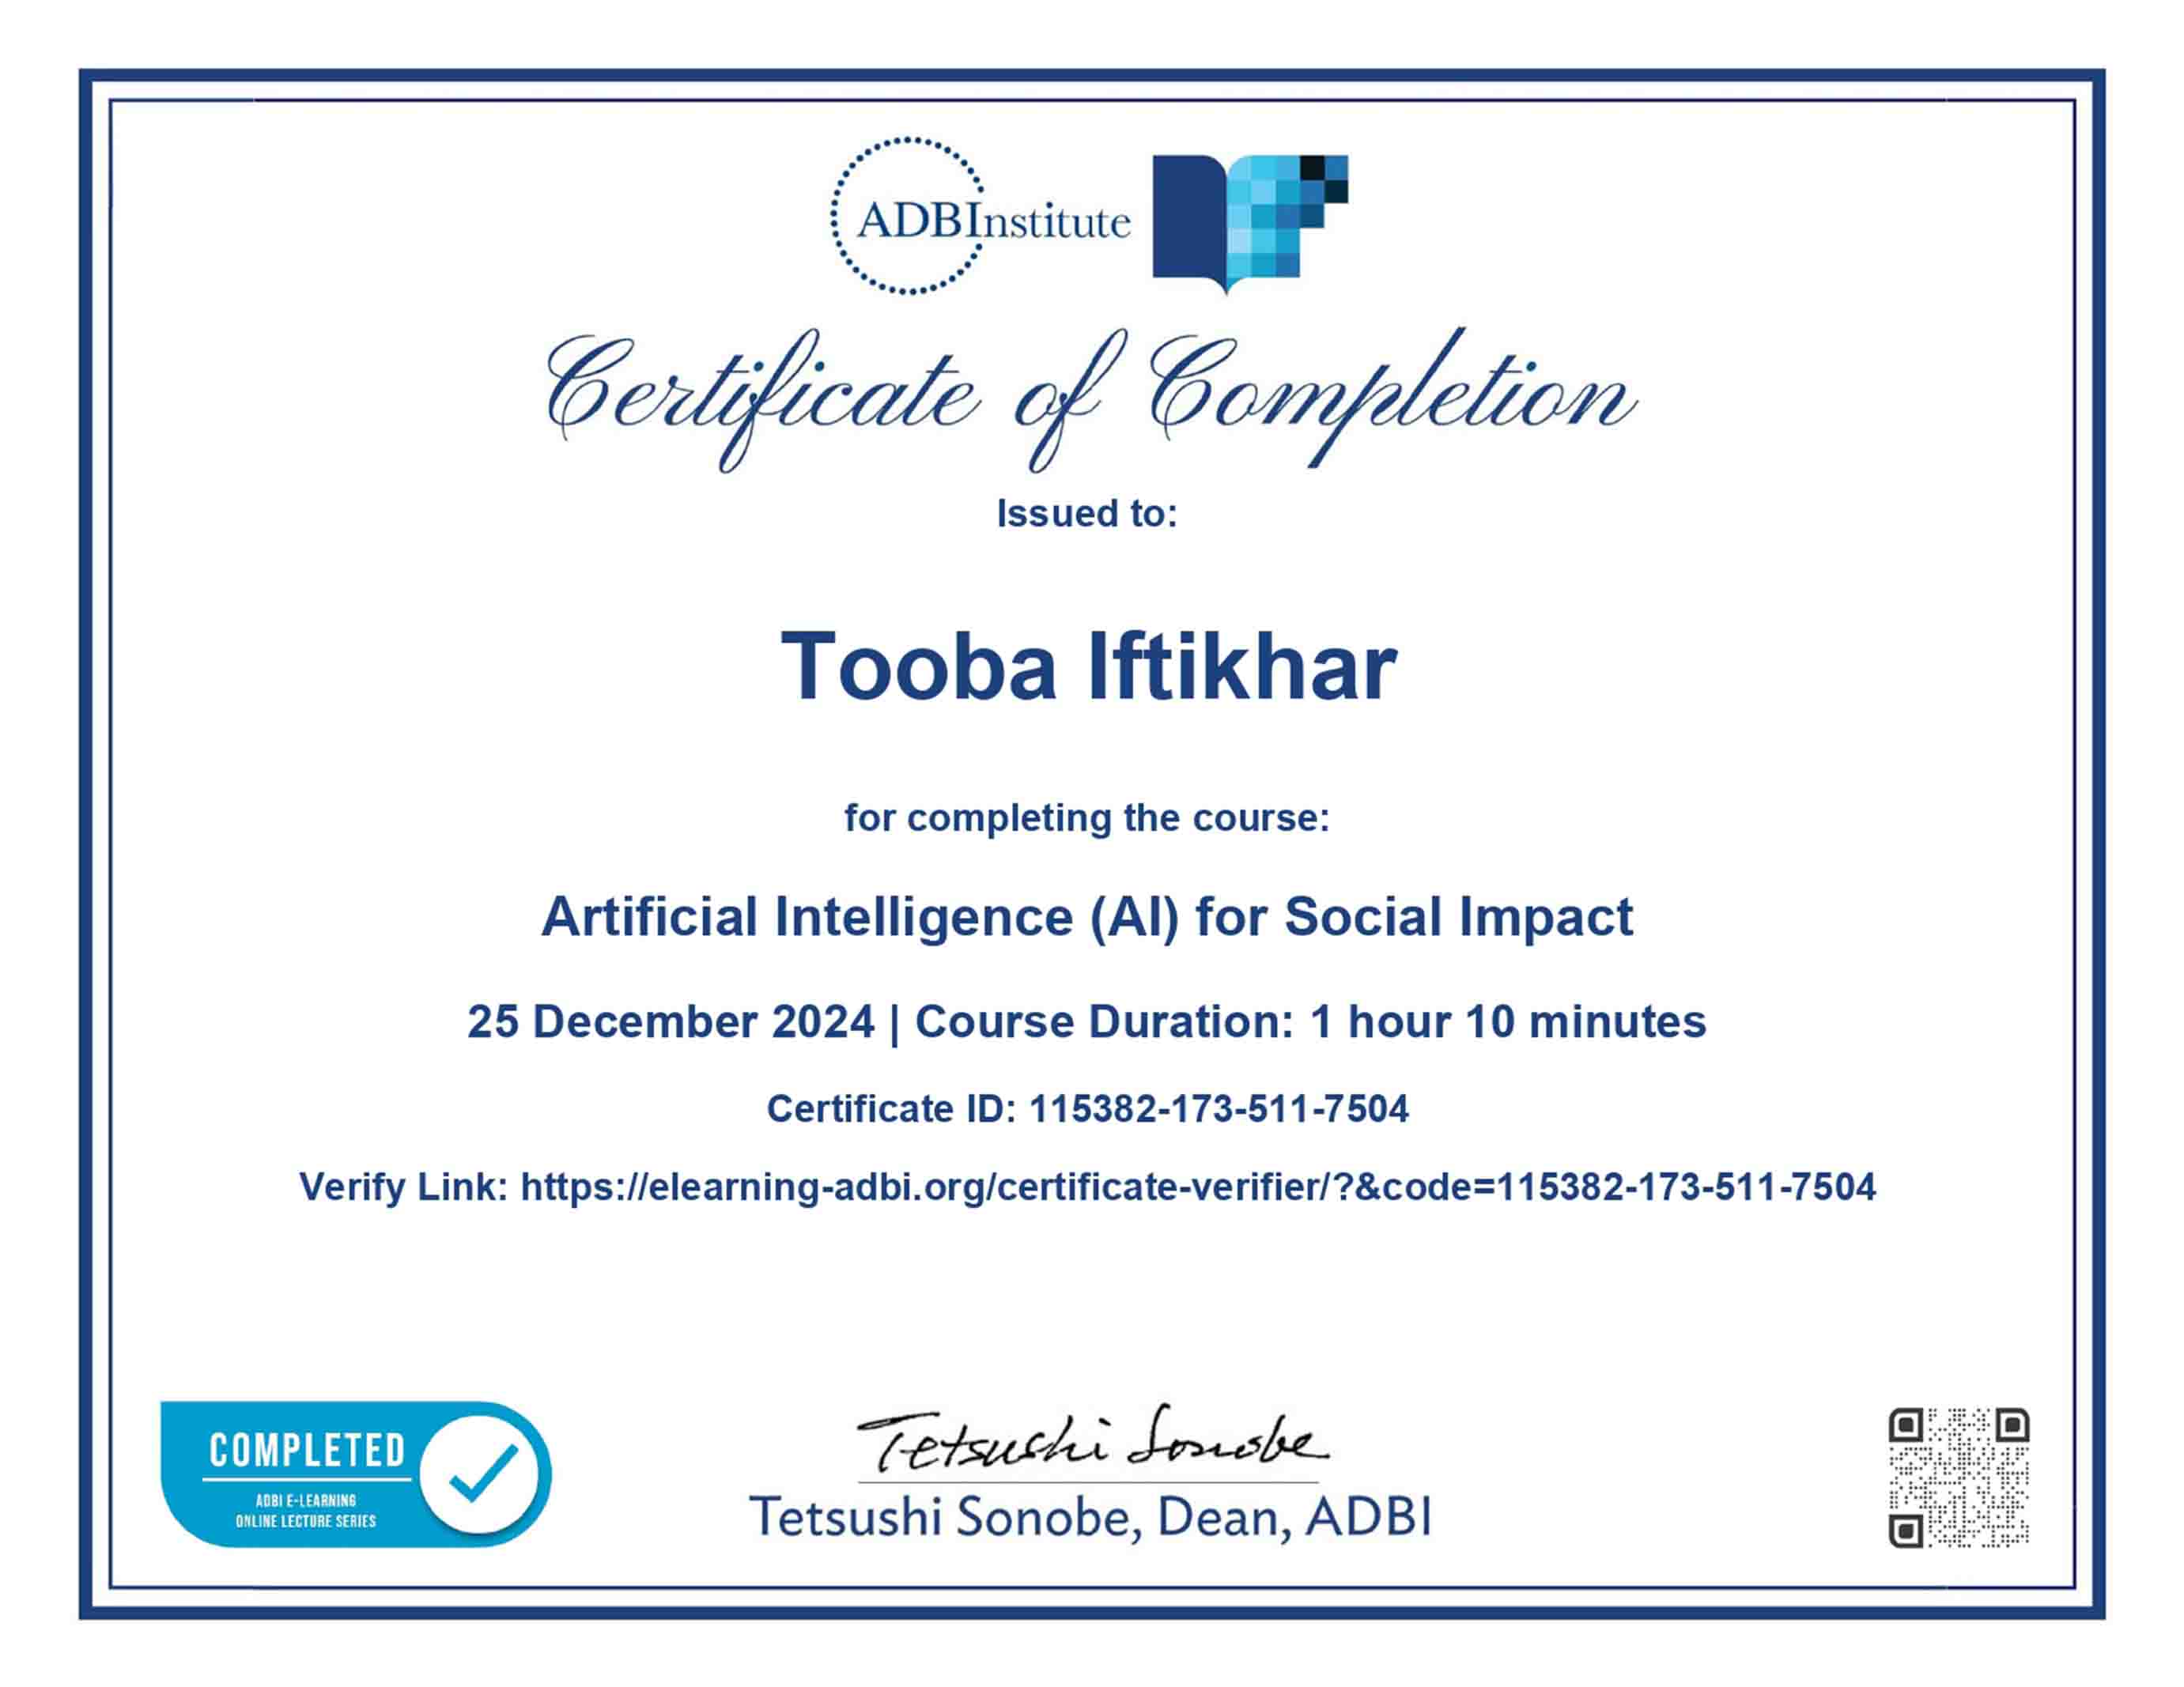 ADBInstitute
Certificate of Completion
Issued to:
Tooba Iftikhar
for completing the course:
Artificial Intelligence (AI) for Social Impact
25 December 2024 | Course Duration: 1 hour 10 minutes
Certificate ID: 115382-173-511-7504
Verify Link: https://elearning-adbi.org/certificate-verifier/?&code=115382-173-511-7504
COMPLETED
ADBI E-LEARNING
ONLINE LECTURE SERIES
Tetsushi Sonobe
Tetsushi Sonobe, Dean, ADBI